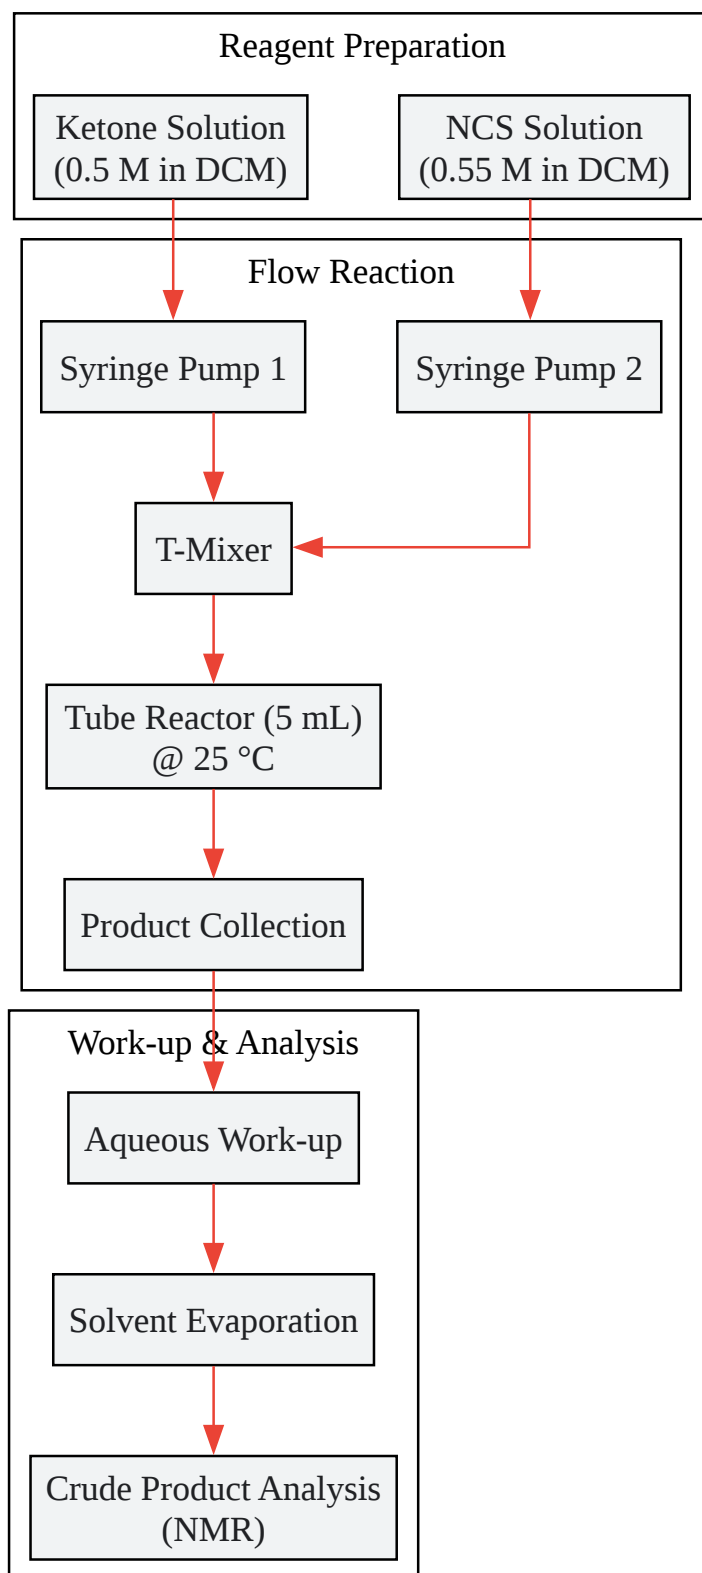 Reagent Preparation
Ketone Solution
(0.5 M in DCM)
NCS Solution
(0.55 M in DCM)
Flow Reaction
Syringe Pump 1
Syringe Pump 2
T-Mixer
Tube Reactor (5 mL)
@ 25 °C
Product Collection
Work-up & Analysis
Aqueous Work-up
Solvent Evaporation
Crude Product Analysis
(NMR)